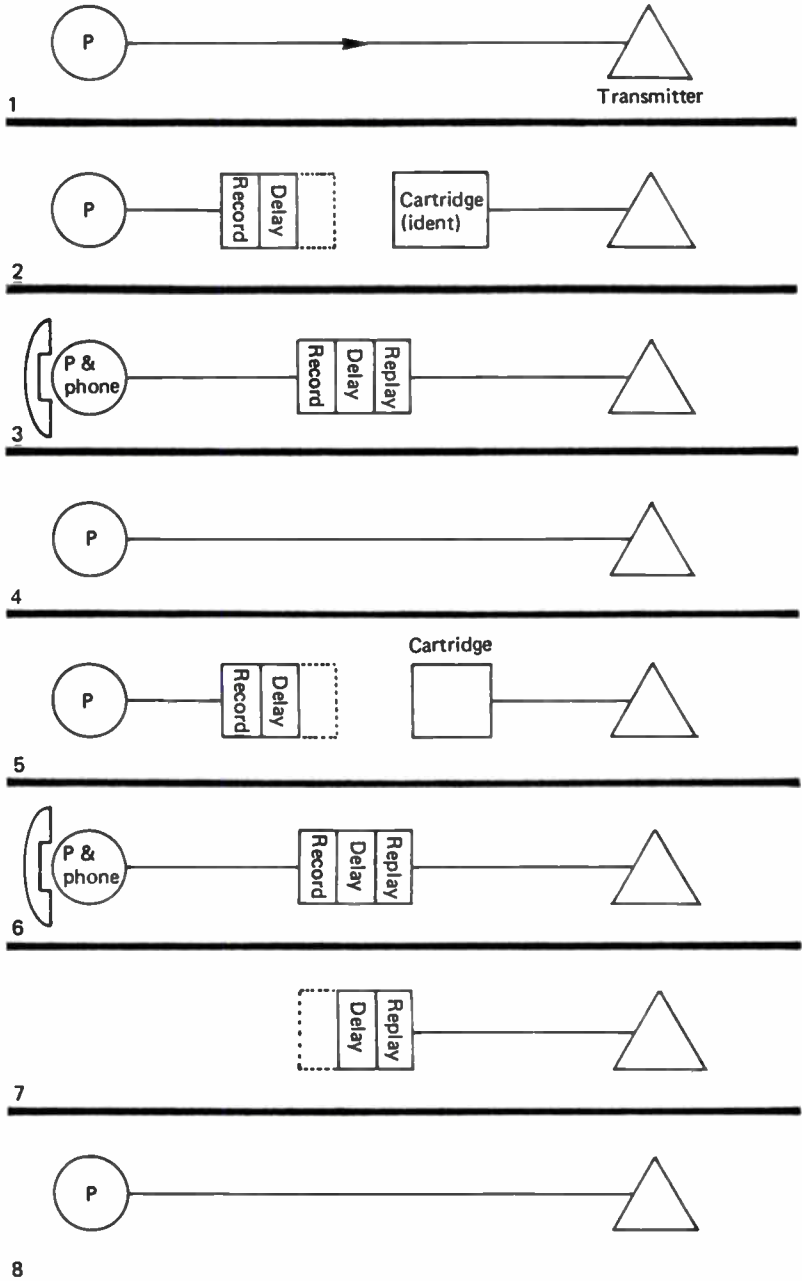 P
Transmitter
1
P
Record
Delay
Cartridge
(ident)
2
P &
phone
Record
Delay
Replay
3
P
4
P
Record
Delay
Cartridge
5
P &
phone
Record
Delay
Replay
6
Delay
Replay
7
P
8